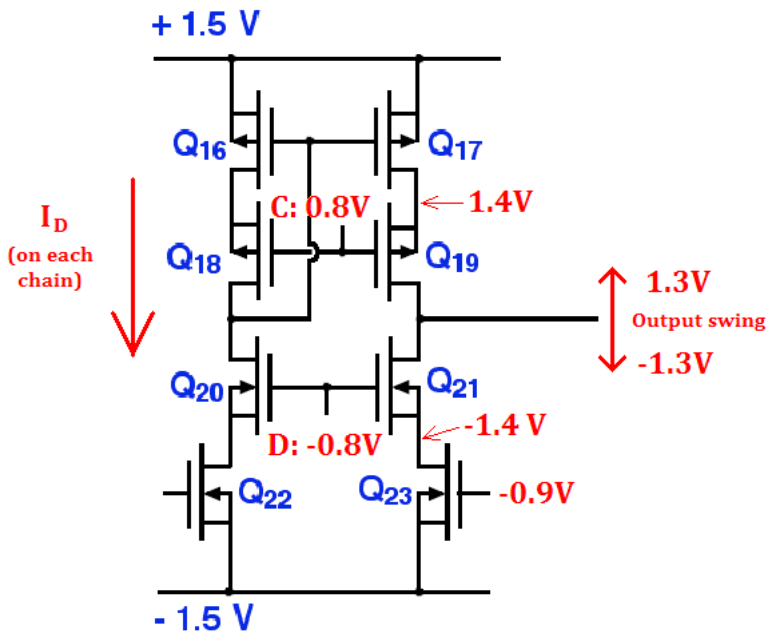 + 1.5 V
Q16
Q17
C: 0.8V
1.4V
ID
(on each
chain)
Q18
Q19
1.3V
Output swing
-1.3V
Q20
Q21
D: -0.8V
-1.4 V
Q22
Q23
-0.9V
- 1.5 V